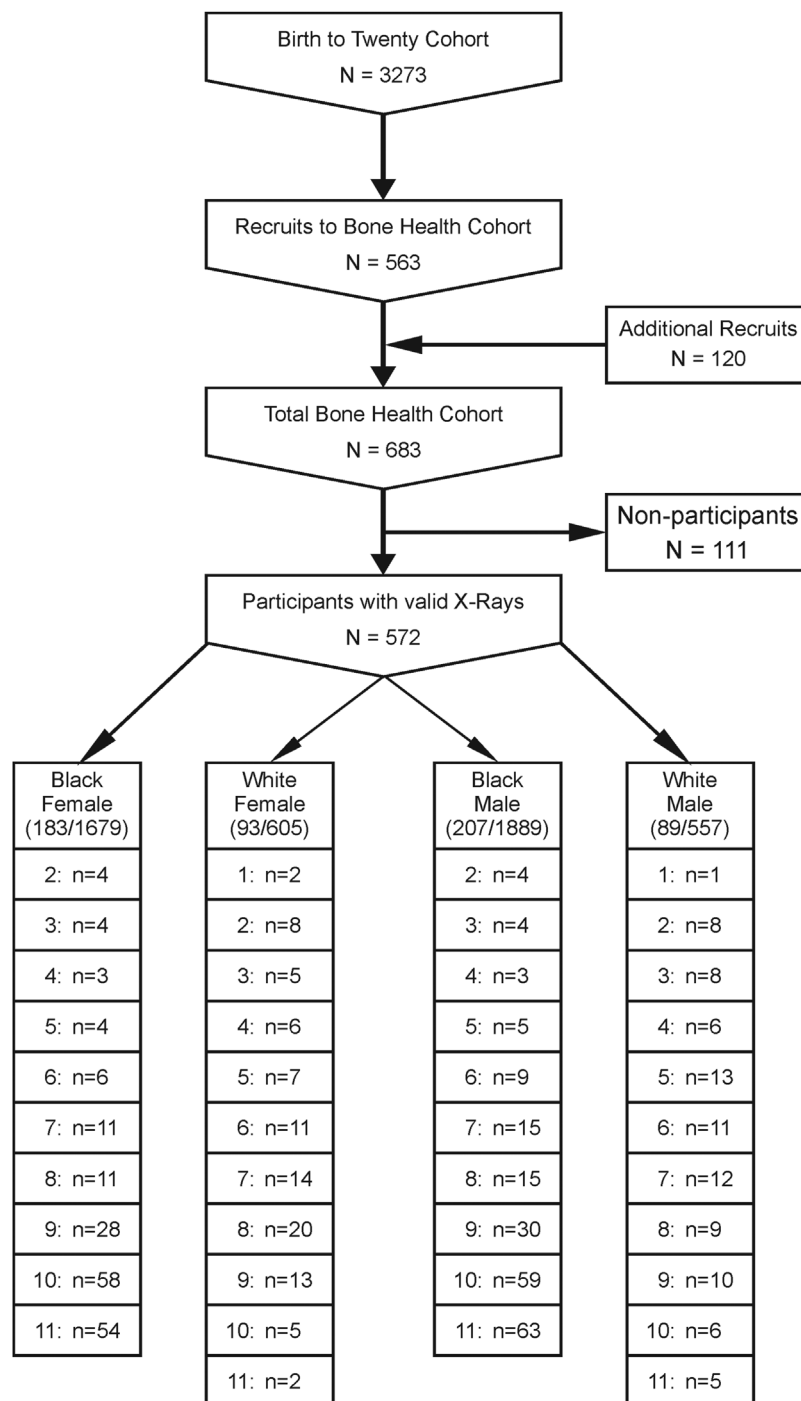 Birth to Twenty Cohort
N = 3273
Recruits to Bone Health Cohort
N = 563
Additional Recruits
N = 120
Total Bone Health Cohort
N = 683
Non-participants
N = 111
Participants with valid X-Rays
N = 572
Black
Female
(183/1679)
2: n=4
3: n=4
4: n=3
5: n=4
6: n=6
7: n=11
8: n=11
9: n=28
10: n=58
11: n=54
White
Female
(93/605)
1: n=2
2: n=8
3: n=5
4: n=6
5: n=7
6: n=11
7: n=14
8: n=20
9: n=13
10: n=5
11: n=2
Black
Male
(207/1889)
2: n=4
3: n=4
4: n=3
5: n=5
6: n=9
7: n=15
8: n=15
9: n=30
10: n=59
11: n=63
White
Male
(89/557)
1: n=1
2: n=8
3: n=8
4: n=6
5: n=13
6: n=11
7: n=12
8: n=9
9: n=10
10: n=6
11: n=5